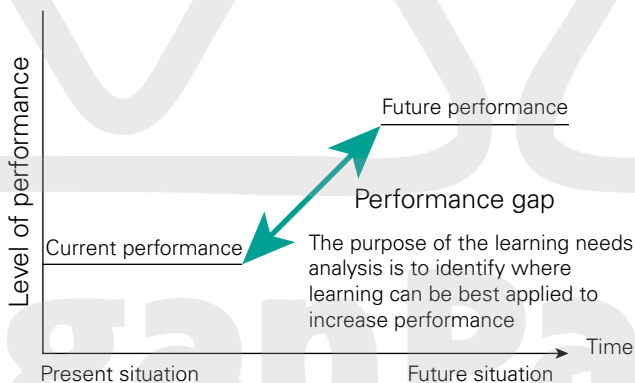 Level of performance
Future performance
Performance gap
Current performance
The purpose of the learning needs
analysis is to identify where
learning can be best applied to
increase performance
Time
Present situation
Future situation